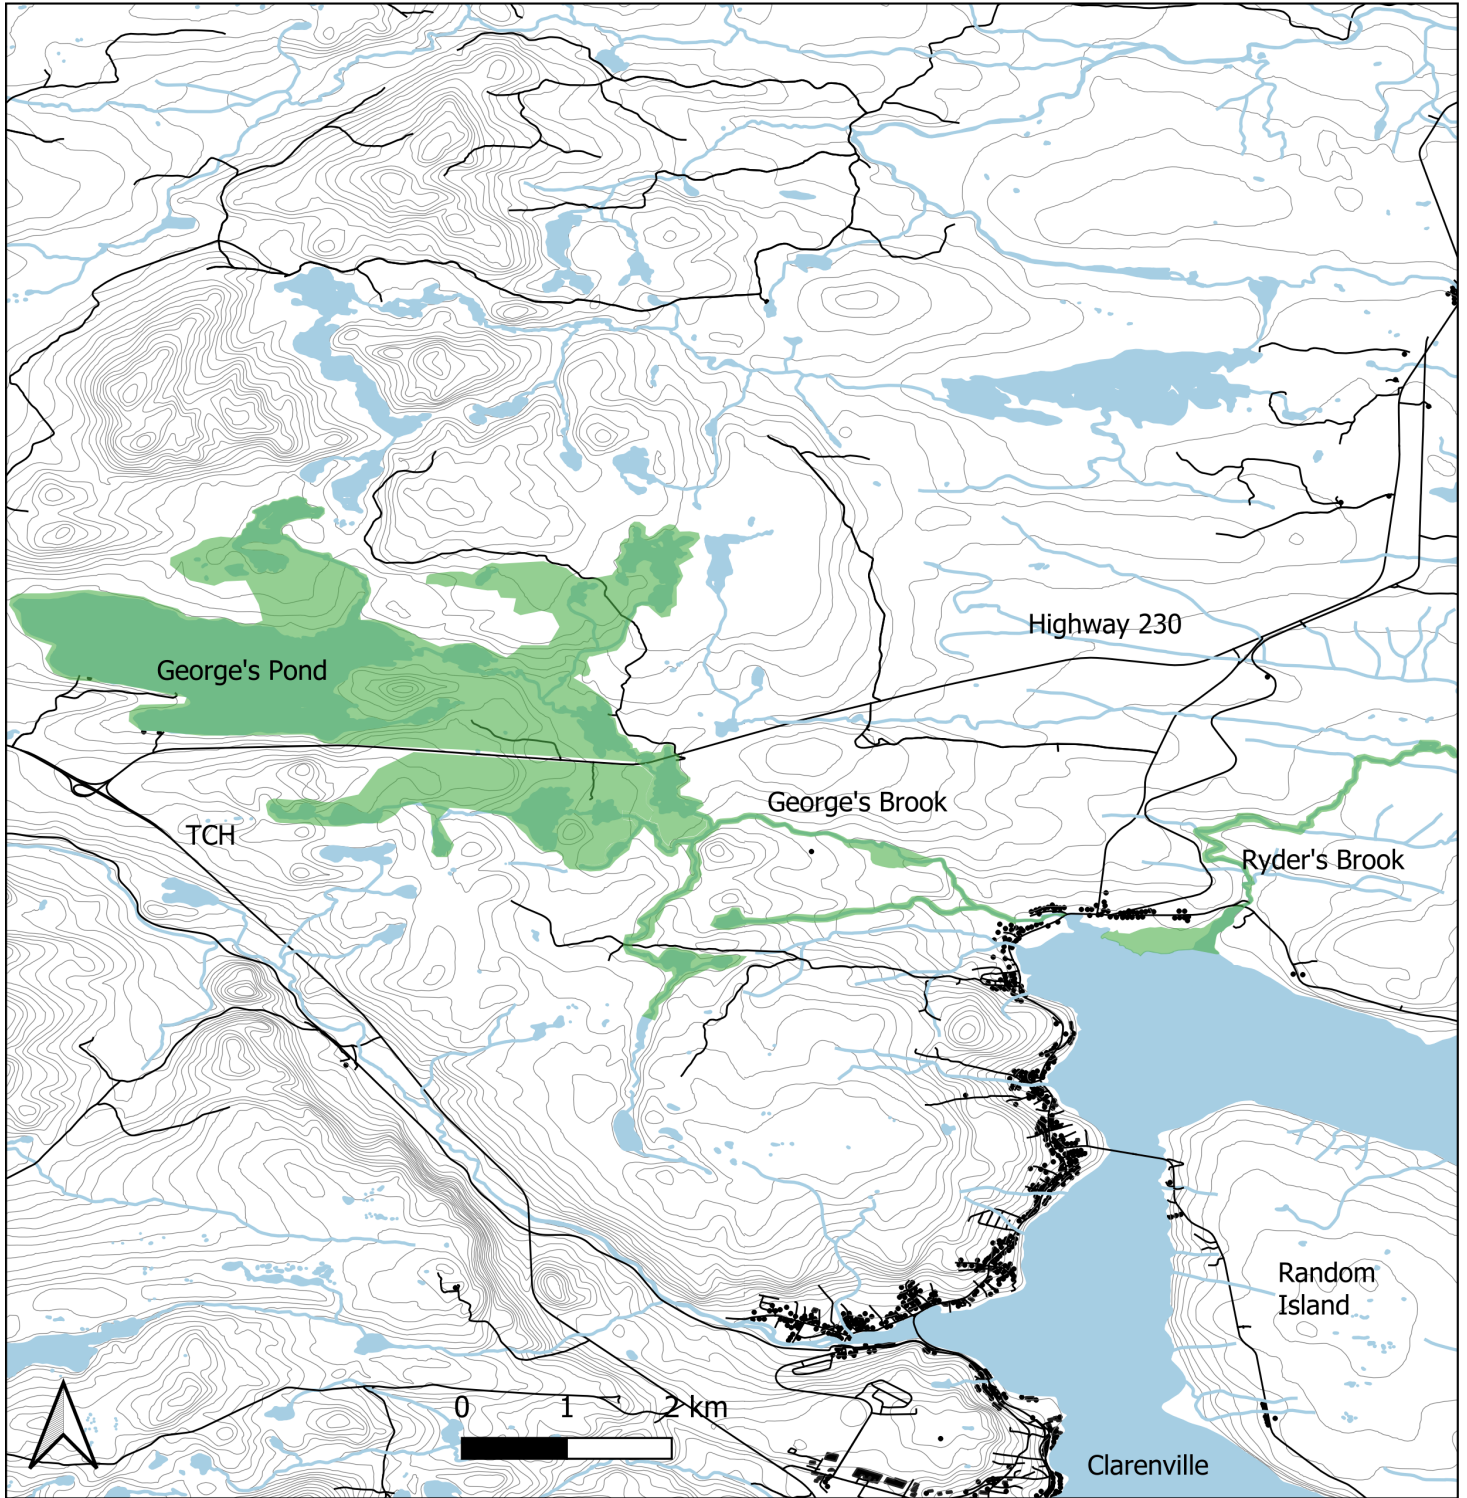 Highway 230
George's Pond
George's Brook
TCH
Ryder's Brook
Random
Island
0 1 2 km
Clarenville